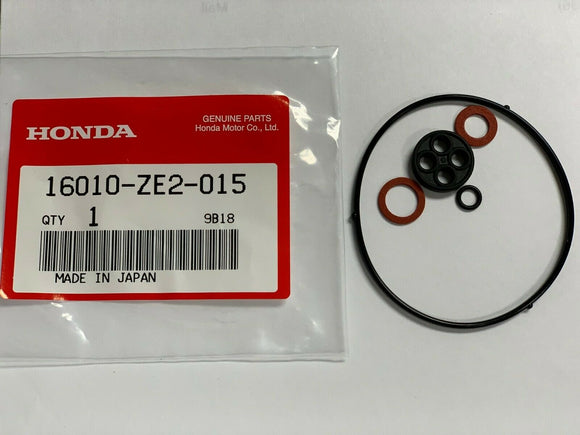 HONDA
GENUINE PARTS
Honda Motor Co., Ltd.
16010-ZE2-015
QTY 1 9B18
MADE IN JAPAN